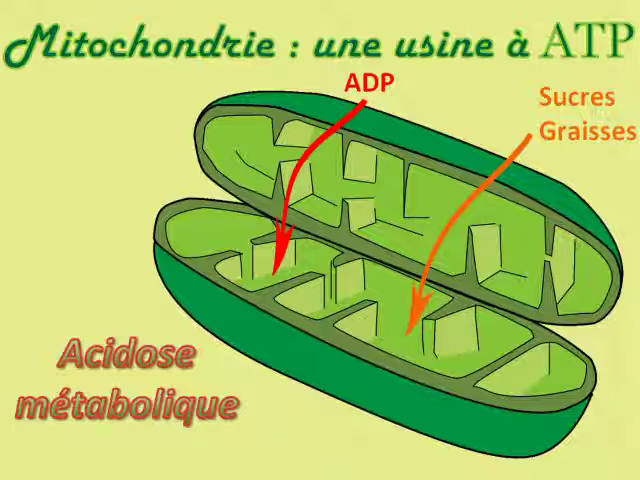 Mitochondrie : une usine à ATP
ADP
Sucres
Graisses
Acidose
métabolique